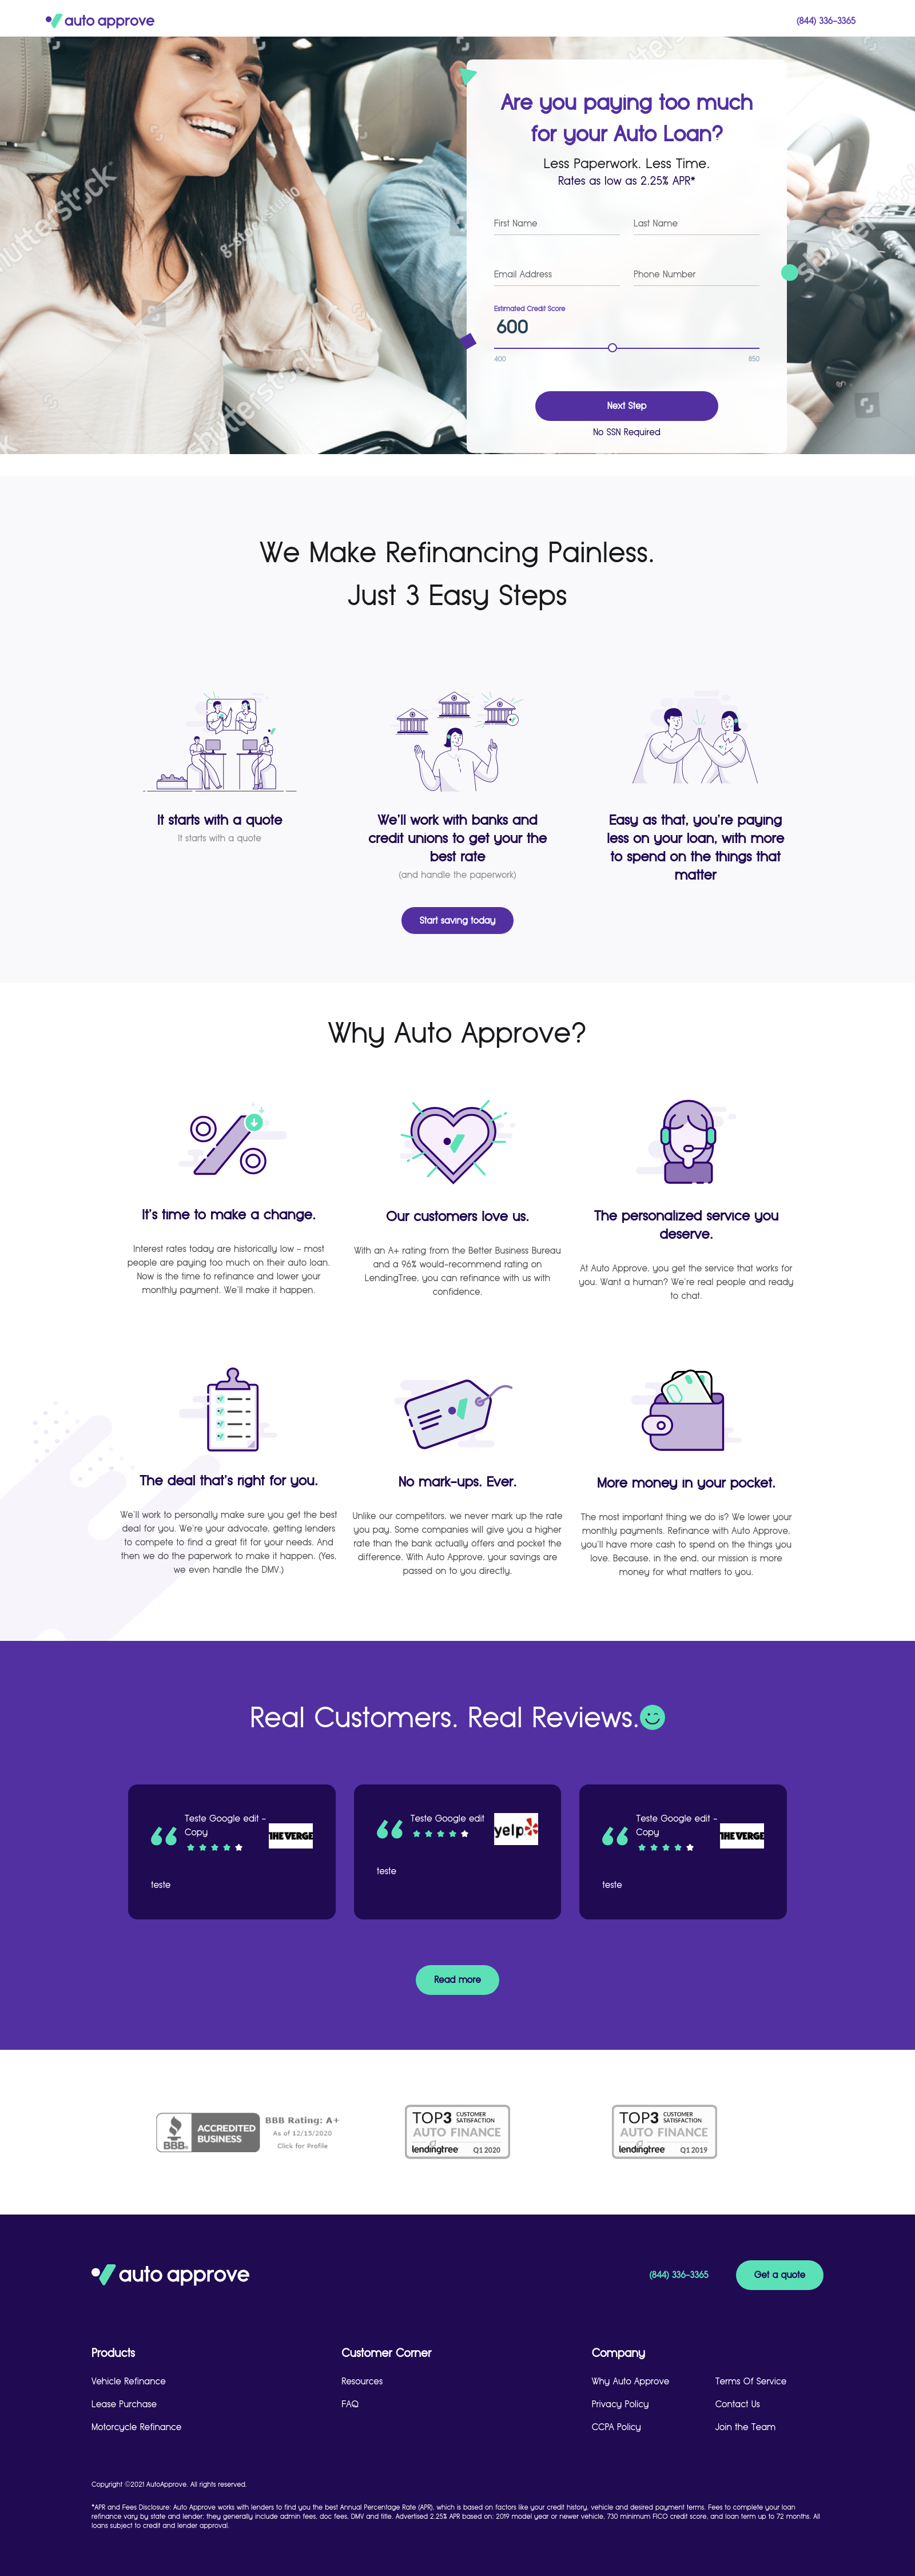 auto approve
(844) 336-3365
Are you paying too much
for your Auto Loan?
Less Paperwork. Less Time.
Rates as low as 2.25% APR*
First Name
Last Name
Email Address
Phone Number
Estimated Credit Score
600
400
850
Next Step
No SSN Required
shutterstock
g-stockstudio
We Make Refinancing Painless.
Just 3 Easy Steps
It starts with a quote
It starts with a quote
We'll work with banks and
credit unions to get your the
best rate
(and handle the paperwork)
Easy as that, you're paying
less on your loan, with more
to spend on the things that
matter
Start saving today
Why Auto Approve?
It's time to make a change.
Interest rates today are historically low – most
people are paying too much on their auto loan.
Now is the time to refinance and lower your
monthly payment. We'll make it happen.
Our customers love us.
With an A+ rating from the Better Business Bureau
and a 96% would-recommend rating on
LendingTree, you can refinance with us with
confidence.
The personalized service you
deserve.
At Auto Approve, you get the service that works for
you. Want a human? We're real people and ready
to chat.
The deal that's right for you.
We'll work to personally make sure you get the best
deal for you. We're your advocate, getting lenders
to compete to find a great fit for your needs. And
then we do the paperwork to make it happen. (Yes,
we even handle the DMV.)
No mark-ups. Ever.
Unlike our competitors, we never mark up the rate
you pay. Some companies will give you a higher
rate than the bank actually offers and pocket the
difference. With Auto Approve, your savings are
passed on to you directly.
More money in your pocket.
The most important thing we do is? We lower your
monthly payments. Refinance with Auto Approve,
you'll have more cash to spend on the things you
love. Because, in the end, our mission is more
money for what matters to you.
Real Customers. Real Reviews.
Teste Google edit –
Copy
THE VERGE
teste
Teste Google edit
yelp
teste
Teste Google edit –
Copy
THE VERGE
teste
Read more
BBB
ACCREDITED
BUSINESS
BBB Rating: A+
As of 12/15/2020
Click for Profile
TOP3 CUSTOMER
SATISFACTION
AUTO FINANCE
lendingtree Q1 2020
TOP3 CUSTOMER
SATISFACTION
AUTO FINANCE
lendingtree Q1 2019
auto approve
(844) 336-3365
Get a quote
Products
Vehicle Refinance
Lease Purchase
Motorcycle Refinance
Customer Corner
Resources
FAQ
Company
Why Auto Approve
Privacy Policy
CCPA Policy
Terms Of Service
Contact Us
Join the Team
Copyright ©2021 AutoApprove. All rights reserved.
*APR and Fees Disclosure: Auto Approve works with lenders to find you the best Annual Percentage Rate (APR), which is based on factors like your credit history, vehicle and desired payment terms. Fees to complete your loan
refinance vary by state and lender; they generally include admin fees, doc fees, DMV and title. Advertised 2.25% APR based on: 2019 model year or newer vehicle, 730 minimum FICO credit score, and loan term up to 72 months. All
loans subject to credit and lender approval.